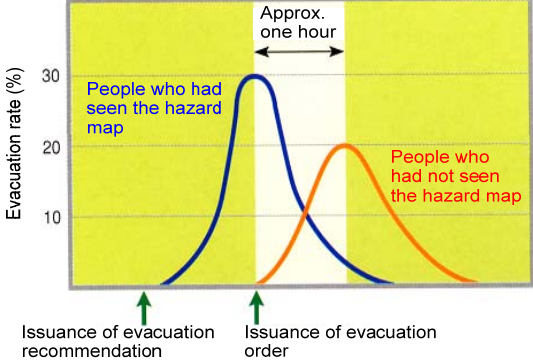 Approx.
one hour
Evacuation rate (%)
30
20
10
People who had
seen the hazard
map
People who
had not seen
the hazard map
Issuance of evacuation
recommendation
Issuance of evacuation
order